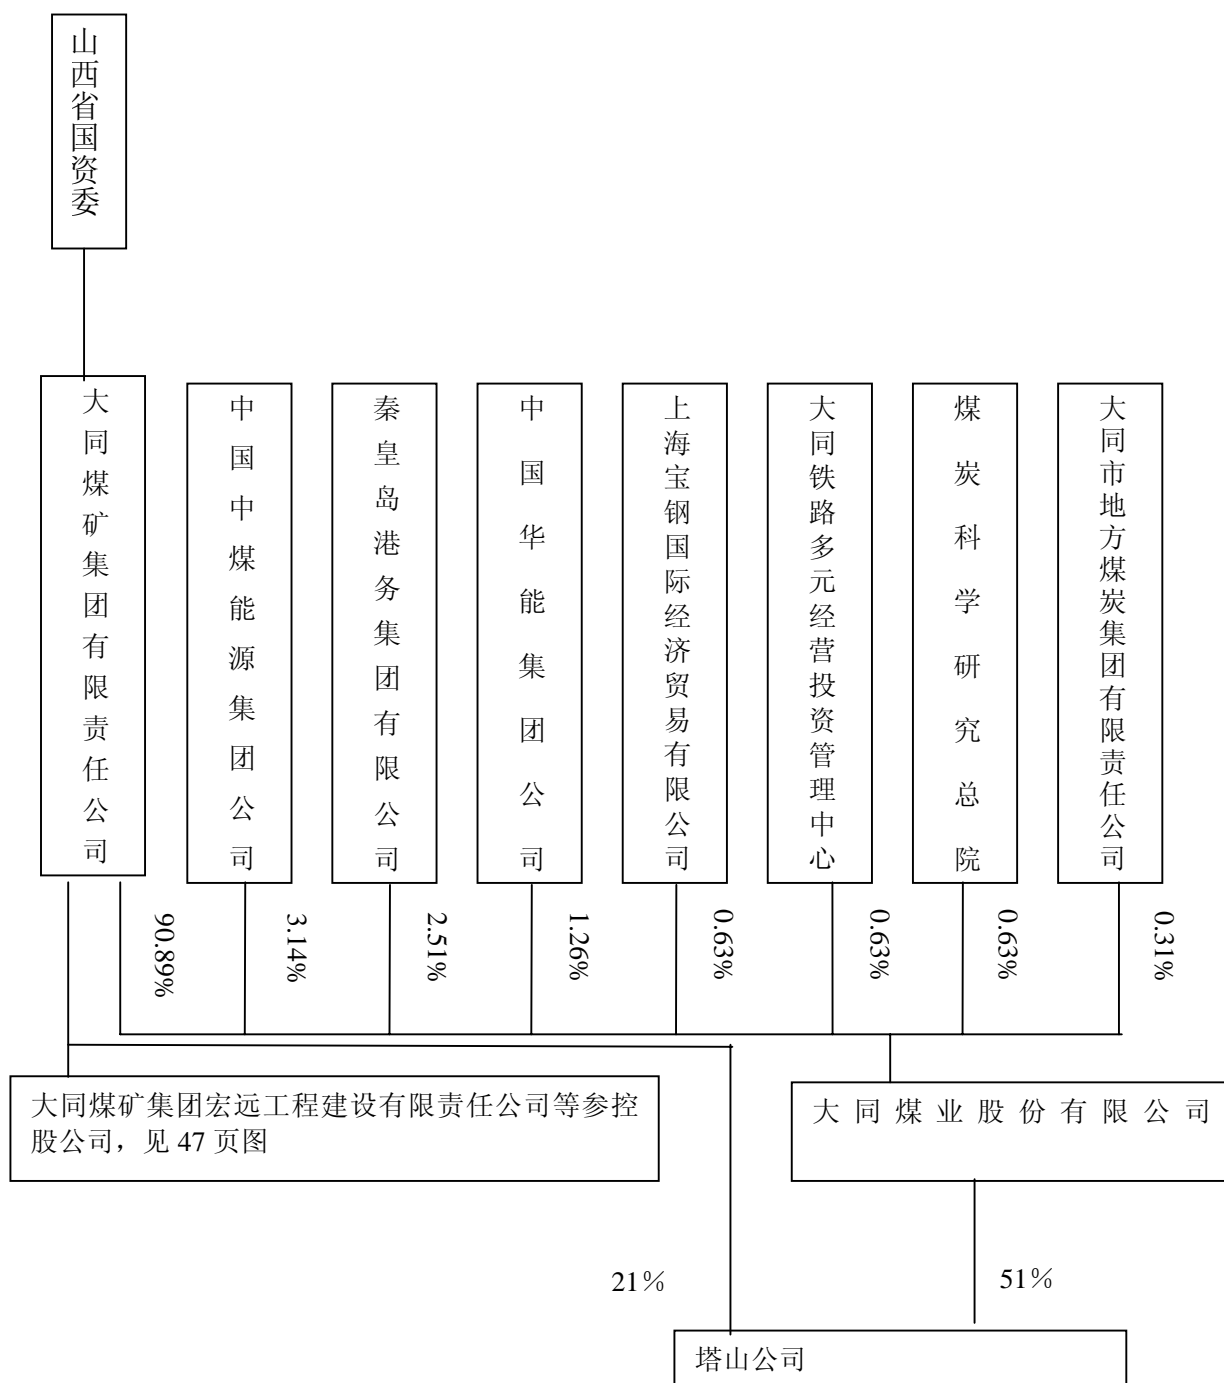 山西省国资委
大同煤矿集团有限责任公司
中国中煤能源集团公司
秦皇岛港务集团有限公司
中国华能集团公司
上海宝钢国际经济贸易有限公司
大同铁路多元经营投资管理中心
煤炭科学研究总院
大同市地方煤炭集团有限责任公司
90.89%
3.14%
2.51%
1.26%
0.63%
0.63%
0.63%
0.31%
大同煤矿集团宏远工程建设有限责任公司等参控
股公司，见 47 页图
大同煤业股份有限公司
21%
51%
塔山公司